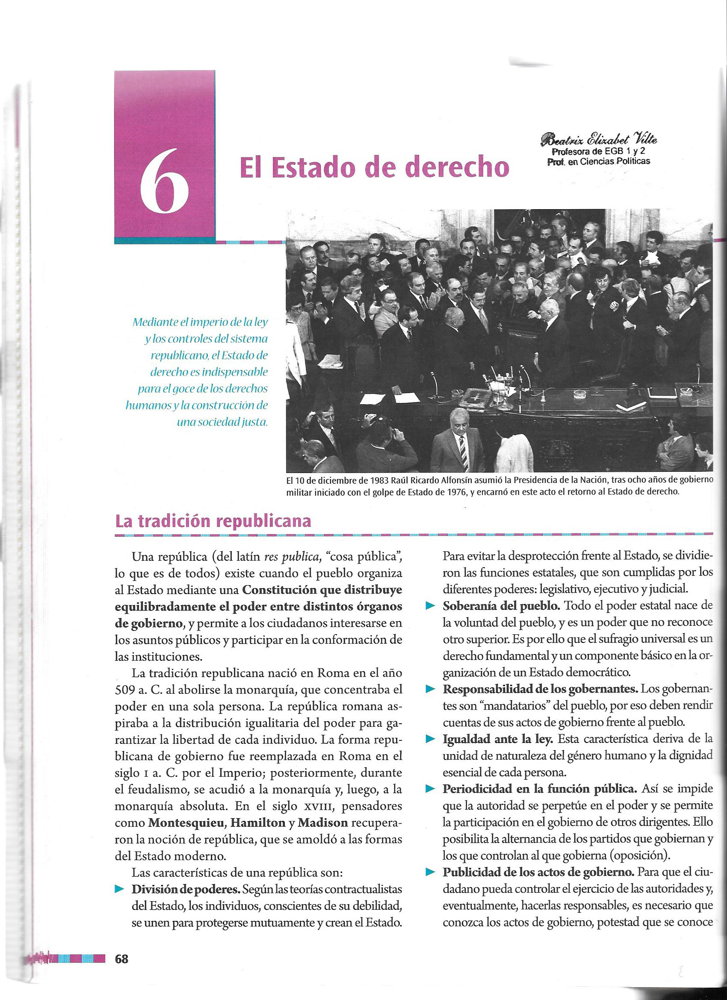 6
El Estado de derecho
Beatriz Elizabet Vilte
Profesora de EGB 1 y 2
Prof. en Ciencias Políticas
Mediante el imperio de la ley
y los controles del sistema
republicano, el Estado de
derecho es indispensable
para el goce de los derechos
humanos y la construcción de
una sociedad justa.
El 10 de diciembre de 1983 Raúl Ricardo Alfonsín asumió la Presidencia de la Nación, tras ocho años de gobierno
militar iniciado con el golpe de Estado de 1976, y encarnó en este acto el retorno al Estado de derecho.
La tradición republicana
Una república (del latín res publica, “cosa pública”,
lo que es de todos) existe cuando el pueblo organiza
al Estado mediante una Constitución que distribuye
equilibradamente el poder entre distintos órganos
de gobierno, y permite a los ciudadanos interesarse en
los asuntos públicos y participar en la conformación de
las instituciones.
La tradición republicana nació en Roma en el año
509 a. C. al abolirse la monarquía, que concentraba el
poder en una sola persona. La república romana as-
piraba a la distribución igualitaria del poder para ga-
rantizar la libertad de cada individuo. La forma repu-
blicana de gobierno fue reemplazada en Roma en el
siglo I a. C. por el Imperio; posteriormente, durante
el feudalismo, se acudió a la monarquía y, luego, a la
monarquía absoluta. En el siglo XVIII, pensadores
como Montesquieu, Hamilton y Madison recupera-
ron la noción de república, que se amoldó a las formas
del Estado moderno.
Las características de una república son:
► División de poderes. Según las teorías contractualistas
del Estado, los individuos, conscientes de su debilidad,
se unen para protegerse mutuamente y crean el Estado.
Para evitar la desprotección frente al Estado, se dividie-
ron las funciones estatales, que son cumplidas por los
diferentes poderes: legislativo, ejecutivo y judicial.
► Soberanía del pueblo. Todo el poder estatal nace de
la voluntad del pueblo, y es un poder que no reconoce
otro superior. Es por ello que el sufragio universal es un
derecho fundamental y un componente básico en la or-
ganización de un Estado democrático.
► Responsabilidad de los gobernantes. Los gobernan-
tes son “mandatarios” del pueblo, por eso deben rendir
cuentas de sus actos de gobierno frente al pueblo.
► Igualdad ante la ley. Esta característica deriva de la
unidad de naturaleza del género humano y la dignidad
esencial de cada persona.
► Periodicidad en la función pública. Así se impide
que la autoridad se perpetúe en el poder y se permite
la participación en el gobierno de otros dirigentes. Ello
posibilita la alternancia de los partidos que gobiernan y
los que controlan al que gobierna (oposición).
► Publicidad de los actos de gobierno. Para que el ciu-
dadano pueda controlar el ejercicio de las autoridades y,
eventualmente, hacerlas responsables, es necesario que
conozca los actos de gobierno, potestad que se conoce
68